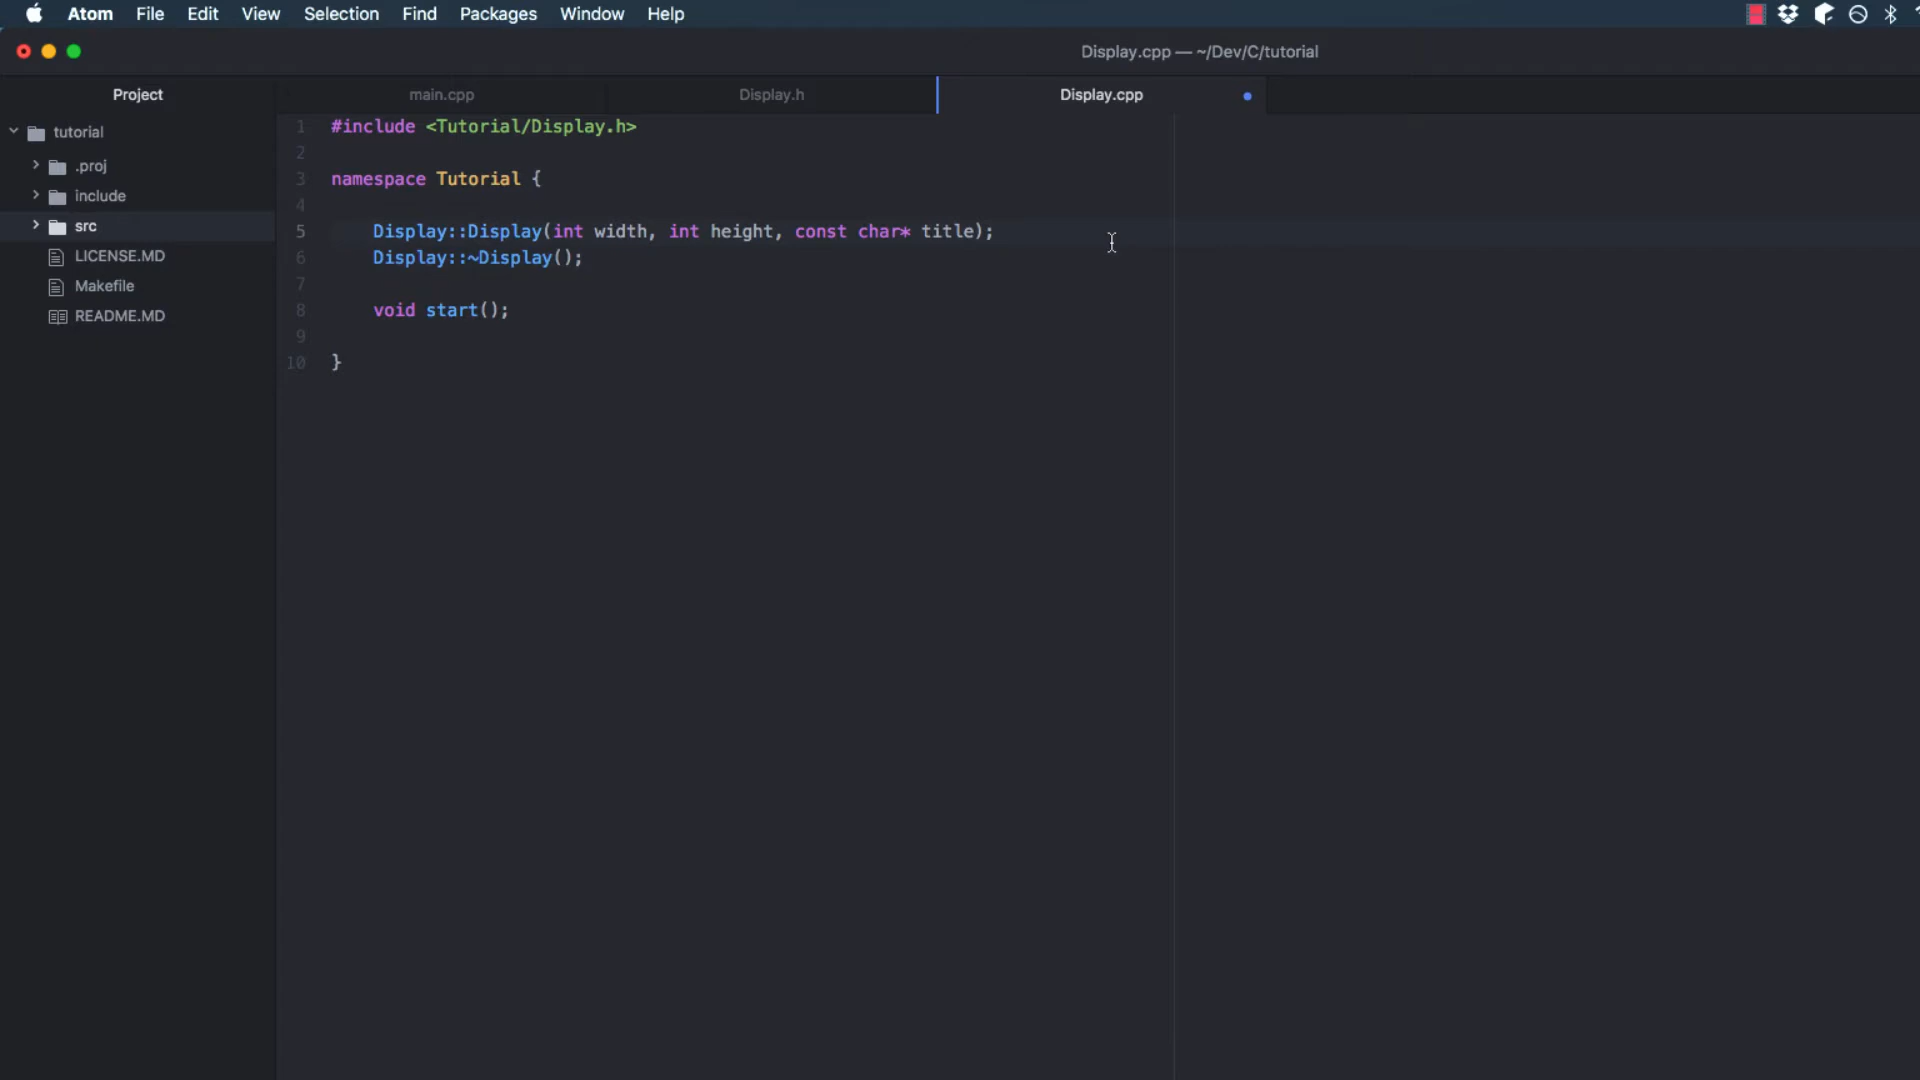 Atom File Edit View Selection Find Packages Window Help
Display.cpp — ~/Dev/C/tutorial
Project
main.cpp
Display.h
Display.cpp
tutorial
.proj
include
src
LICENSE.MD
Makefile
README.MD
1 #include <Tutorial/Display.h>
2
3 namespace Tutorial {
4
5     Display::Display(int width, int height, const char* title);
6     Display::~Display();
7
8     void start();
9
10 }